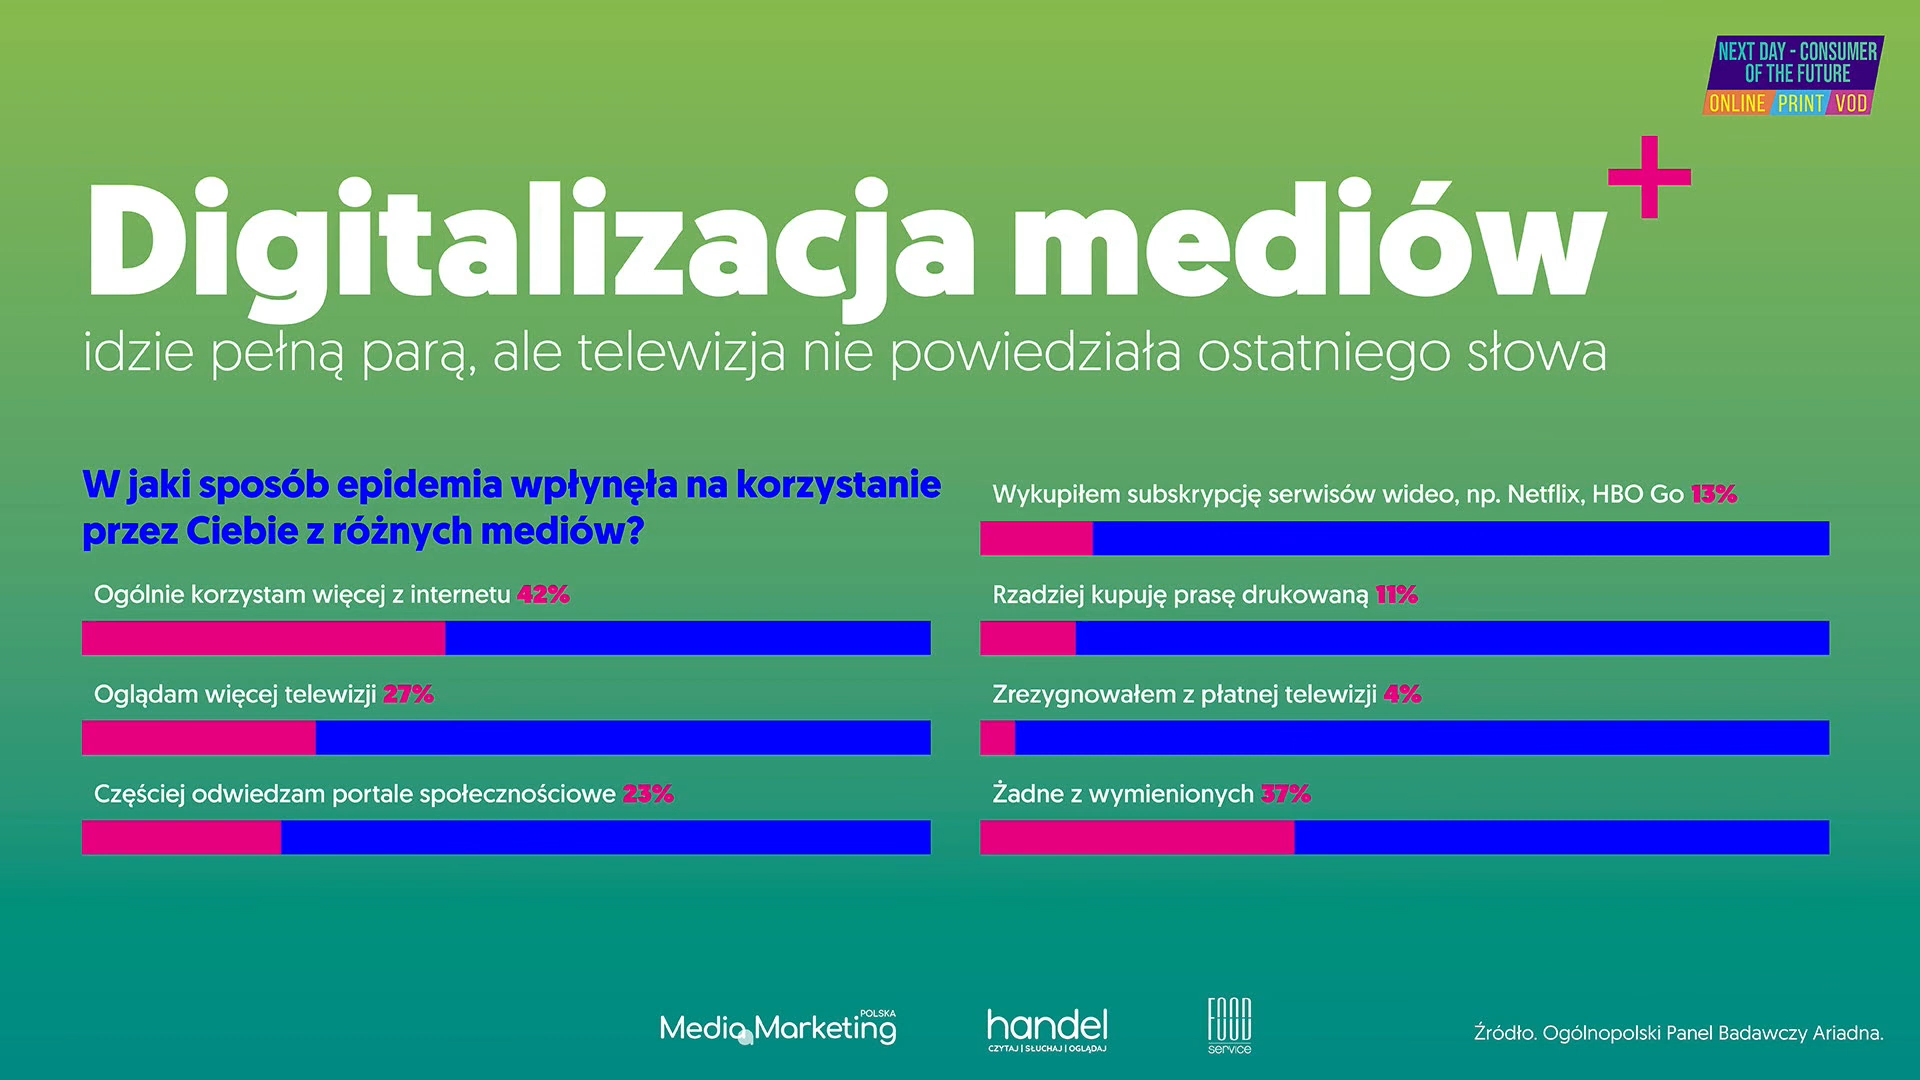 NEXT DAY - CONSUMER
OF THE FUTURE
ONLINE PRINT VOD
Digitalizacja mediów+
idzie pełną parą, ale telewizja nie powiedziała ostatniego słowa
W jaki sposób epidemia wpłynęła na korzystanie
przez Ciebie z różnych mediów?
Ogólnie korzystam więcej z internetu 42%
Oglądam więcej telewizji 27%
Częściej odwiedzam portale społecznościowe 23%
Wykupiłem subskrypcję serwisów wideo, np. Netflix, HBO Go 13%
Rzadziej kupuję prasę drukowaną 11%
Zrezygnowałem z płatnej telewizji 4%
Żadne z wymienionych 37%
Media Marketing
POLSKA
handel
CZYTAJ | SŁUCHAJ | OGLĄDAJ
FOOD
service
Źródło. Ogólnopolski Panel Badawczy Ariadna.